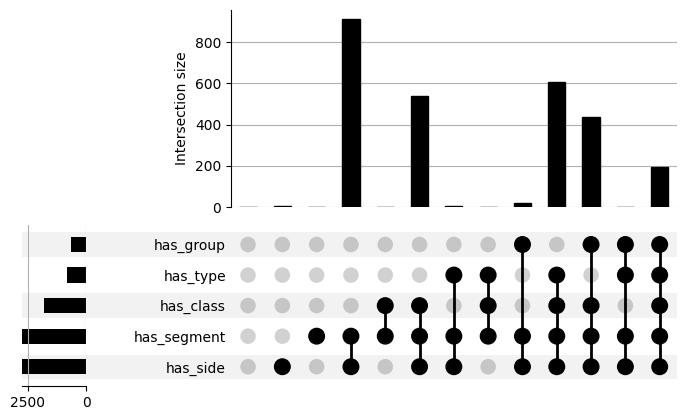 Intersection size
800
600
400
200
0
has_group
has_type
has_class
has_segment
has_side
2500 0